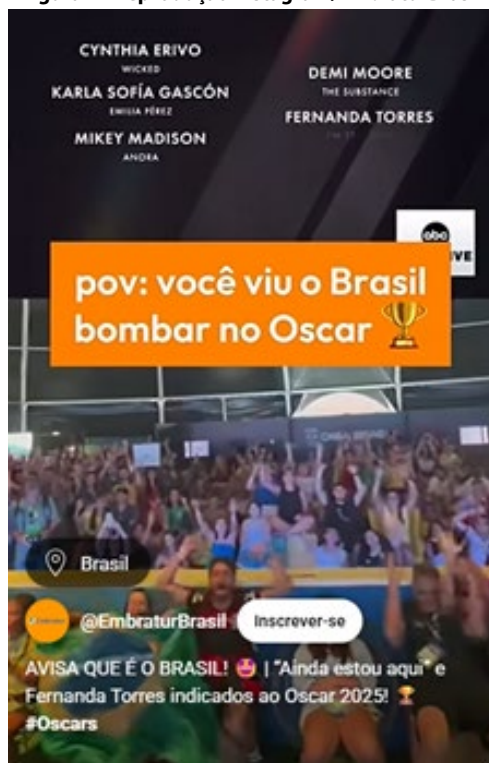 CYNTHIA ERIVO
WICKED
KARLA SOFÍA GASCÓN
EMILIA PÉREZ
MIKEY MADISON
ANORA
DEMI MOORE
THE SUBSTANCE
FERNANDA TORRES
abc
pov: você viu o Brasil
bombar no Oscar 🏆
Brasil
@EmbraturBrasil Inscrever-se
AVISA QUE É O BRASIL! 🤩 | "Ainda estou aqui" e
Fernanda Torres indicados ao Oscar 2025! 🏆
#Oscars